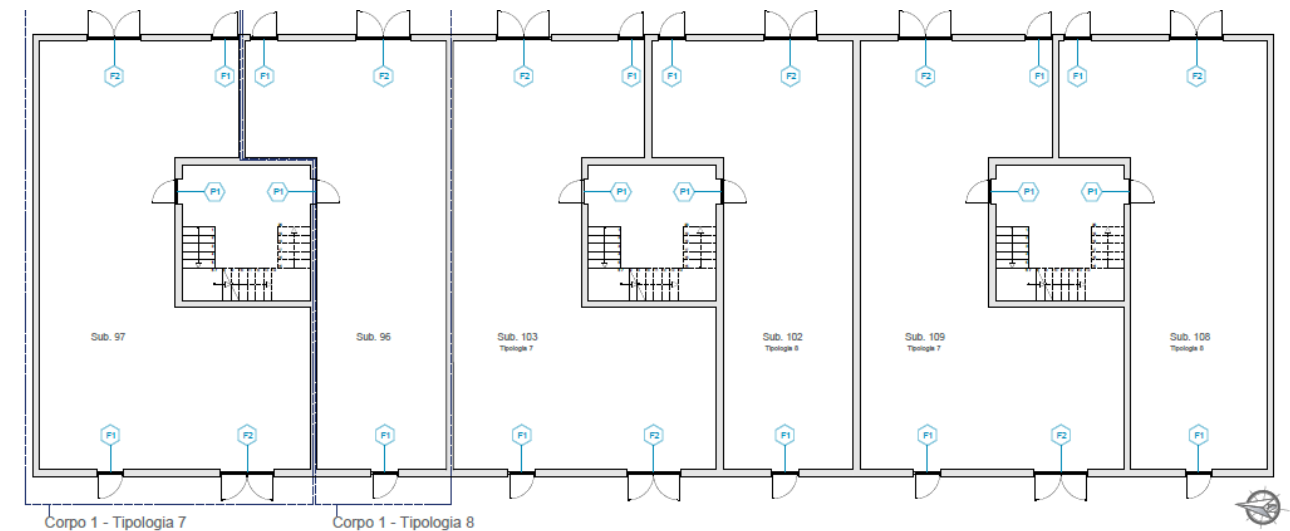 F2 F1 F1 F2 F2 F1 F1 F2 F2 F1 F1 F2
P1 P1 P1 P1 P1 P1
Sub. 97 Sub. 96 Sub. 103 Sub. 102 Sub. 109 Sub. 108
Tipologia 7 Tipologia 8 Tipologia 7 Tipologia 8
F1 F2 F1 F1 F2 F1 F1 F2 F1
Corpo 1 - Tipologia 7 Corpo 1 - Tipologia 8